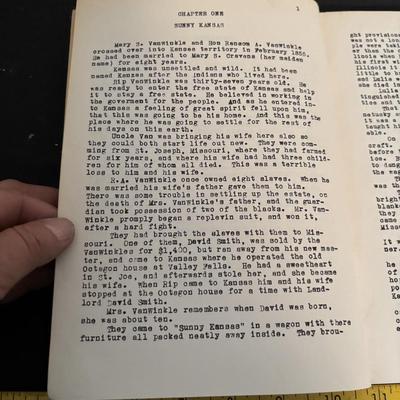 1
CHAPTER ONE
SUNNY KANSAS
Mary S. VanWinkle and Hon Ransom A. VanWinkle
crossed over into Kansas territory in February 1856.
He had been married to Mary S. Cravens (her maiden
name) for eight years.
Kansas was unsettled and wild. It had been
named Kansas after the Indians who lived here.
Rip VanWinkle was thirty-seven years old. He
was ready to enter the free state of Kansas and help
it to stay a free state. He believed in working in
the government for the people. And as he entered in-
to Kansas a feeling of great spirit fell upon him,
that this was going to be his home. And this was the
place where he was going to settle for the rest of
his days on this earth.
Uncle Van was bringing his wife here also so
they could both start life out new. They were com-
ing from St. Joseph, Missouri, where they had farmed
for six years, and where his wife had had three child-
ren for him of whom all died. This was a terrible
loss to him and his wife.
R.A. VanWinkle once owned eight slaves. When he
was married his wife's father gave them to him.
There was some trouble in settling up the estate, on
the death of Mrs. VanWinkle's father, and the guar-
dian took possession of two of the blacks. Mr. Van-
Winkle promply began a replevin suit, and won it,
after a hard fight.
They had brought the slaves with them to Mis-
souri. One of them, David Smith, was sold by the
VanWinkles for $1,400, but ran away from his new mas-
ter, and came to Kansas where he operated the old
Octagon house at Valley Falls. He had a sweetheart
in St. Joe, and afterwards stole her, and she became
his wife. When Rip came to Kansas him and his wife
stopped at the Octagon house for a time with Land-
lord David Smith.
Mrs. VanWinkle remembers when David was born,
she was about ten.
They came to "Sunny Kansas" in a wagon with there
furniture all packed neatly away inside. They brou-